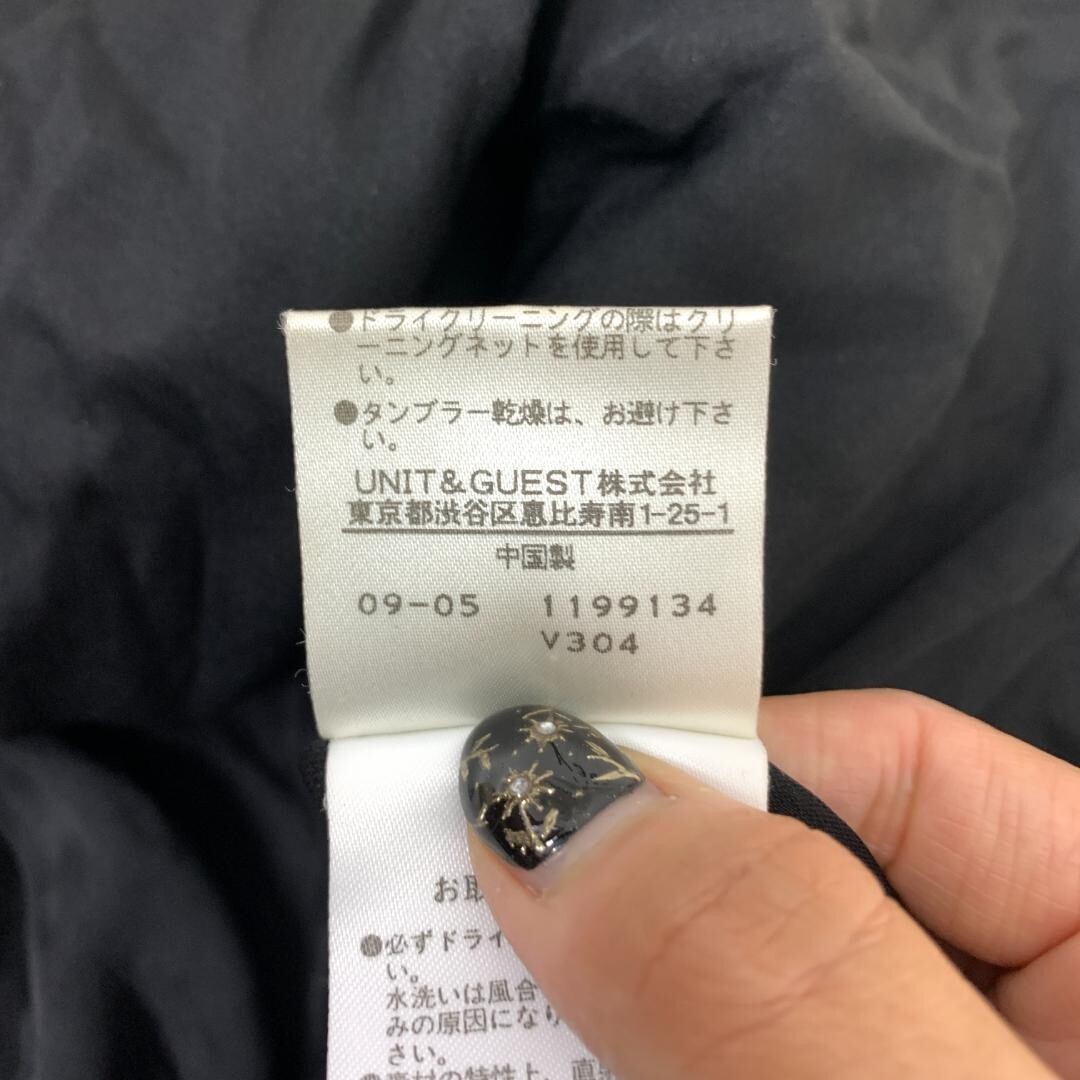 ●ドライクリーニングの際はクリ
ーニングネットを使用して下さ
い。
●タンブラー乾燥は、お避け下さ
い。
UNIT&GUEST株式会社
東京都渋谷区恵比寿南1-25-1
中国製
09-05 1199134
V304
お取
●必ずドライ
い。
水洗いは風合
みの原因になり
さい。
の特性上、直